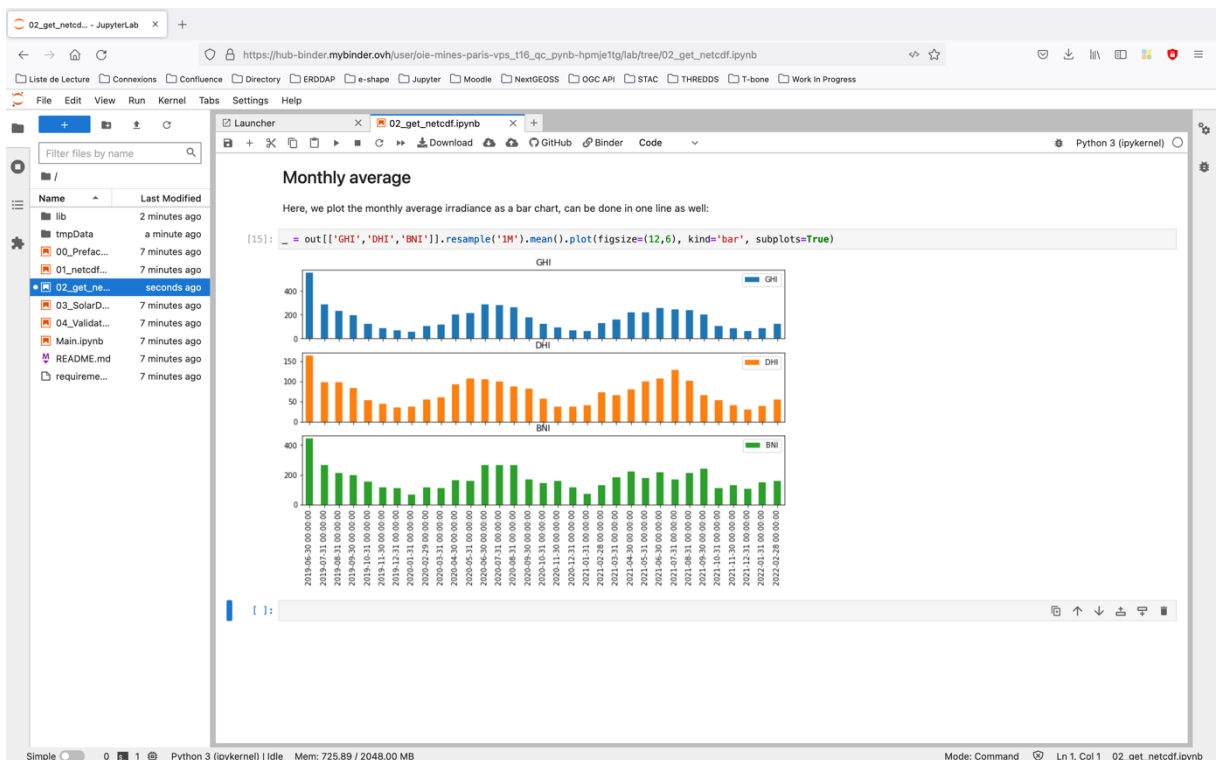 02_get_netcd... - JupyterLab
https://hub-binder.mybinder.ovh/user/oie-mines-paris-vps_t16_qc_pynb-hpmje1tg/lab/tree/02_get_netcdf.ipynb
Liste de Lecture Connexions Confluence Directory ERDDAP e-shape Jupyter Moodle NextGEOSS OGC API STAC THREDDS T-bone Work In Progress
File Edit View Run Kernel Tabs Settings Help
Launcher 02_get_netcdf.ipynb
Download GitHub Binder Code Python 3 (ipykernel)
Filter files by name
/
Name Last Modified
lib 2 minutes ago
tmpData a minute ago
00_Prefac... 7 minutes ago
01_netcdf... 7 minutes ago
02_get_ne... seconds ago
03_SolarD... 7 minutes ago
04_Validat... 7 minutes ago
Main.ipynb 7 minutes ago
README.md 7 minutes ago
requireme... 7 minutes ago
Monthly average
Here, we plot the monthly average irradiance as a bar chart, can be done in one line as well:
[15]: _ = out[['GHI','DHI','BNI']].resample('1M').mean().plot(figsize=(12,6), kind='bar', subplots=True)
GHI
GHI
400
200
0
DHI
DHI
150
100
50
0
BNI
BNI
400
200
0
2019-06-30 00:00:00
2019-07-31 00:00:00
2019-08-31 00:00:00
2019-09-30 00:00:00
2019-10-31 00:00:00
2019-11-30 00:00:00
2019-12-31 00:00:00
2020-01-31 00:00:00
2020-02-29 00:00:00
2020-03-31 00:00:00
2020-04-30 00:00:00
2020-05-31 00:00:00
2020-06-30 00:00:00
2020-07-31 00:00:00
2020-08-31 00:00:00
2020-09-30 00:00:00
2020-10-31 00:00:00
2020-11-30 00:00:00
2020-12-31 00:00:00
2021-01-31 00:00:00
2021-02-28 00:00:00
2021-03-31 00:00:00
2021-04-30 00:00:00
2021-05-31 00:00:00
2021-06-30 00:00:00
2021-07-31 00:00:00
2021-08-31 00:00:00
2021-09-30 00:00:00
2021-10-31 00:00:00
2021-11-30 00:00:00
2021-12-31 00:00:00
2022-01-31 00:00:00
2022-02-28 00:00:00
[ ]:
Simple 0 1 Python 3 (ipykernel) | Idle Mem: 725.89 / 2048.00 MB Mode: Command Ln 1, Col 1 02_get_netcdf.ipynb